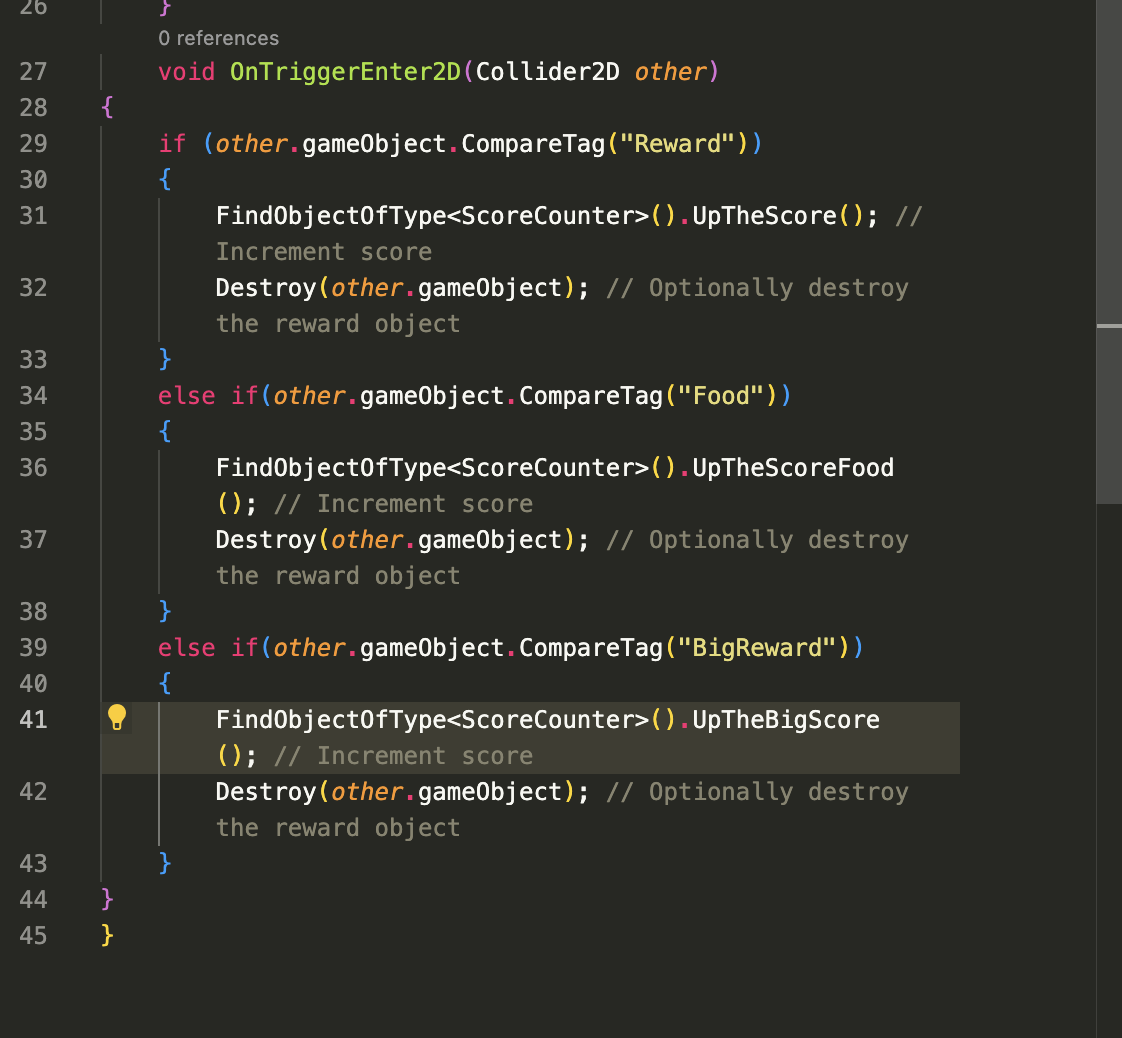 26 }
0 references
27 void OnTriggerEnter2D(Collider2D other)
28 {
29 if (other.gameObject.CompareTag("Reward"))
30 {
31 FindObjectOfType<ScoreCounter>().UpTheScore(); //
Increment score
32 Destroy(other.gameObject); // Optionally destroy
the reward object
33 }
34 else if(other.gameObject.CompareTag("Food"))
35 {
36 FindObjectOfType<ScoreCounter>().UpTheScoreFood
(); // Increment score
37 Destroy(other.gameObject); // Optionally destroy
the reward object
38 }
39 else if(other.gameObject.CompareTag("BigReward"))
40 {
41 FindObjectOfType<ScoreCounter>().UpTheBigScore
(); // Increment score
42 Destroy(other.gameObject); // Optionally destroy
the reward object
43 }
44 }
45 }